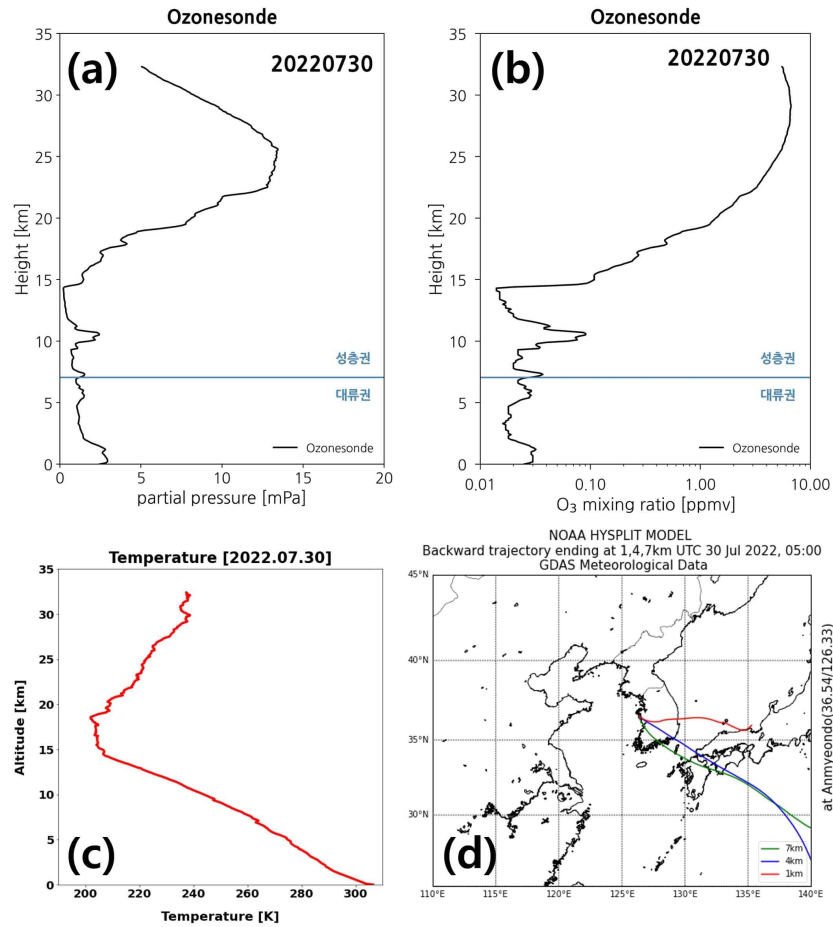 Ozonesonde
(a)
20220730
35
30
25
20
15
10
5
0
Height [km]
성층권
대류권
Ozonesonde
0
5
10
15
20
partial pressure [mPa]
Ozonesonde
(b)
20220730
35
30
25
20
15
10
5
0
Height [km]
성층권
대류권
Ozonesonde
0.01
0.10
1.00
10.00
O₃ mixing ratio [ppmv]
Temperature [2022.07.30]
35
30
25
20
15
10
5
0
Altitude [km]
(c)
200
220
240
260
280
300
Temperature [K]
NOAA HYSPLIT MODEL
Backward trajectory ending at 1,4,7km UTC 30 Jul 2022, 05:00
GDAS Meteorological Data
45°N
40°N
35°N
30°N
(d)
7km
4km
1km
110°E
115°E
120°E
125°E
130°E
135°E
140°E
at Anmyeondo(36.54/126.33)